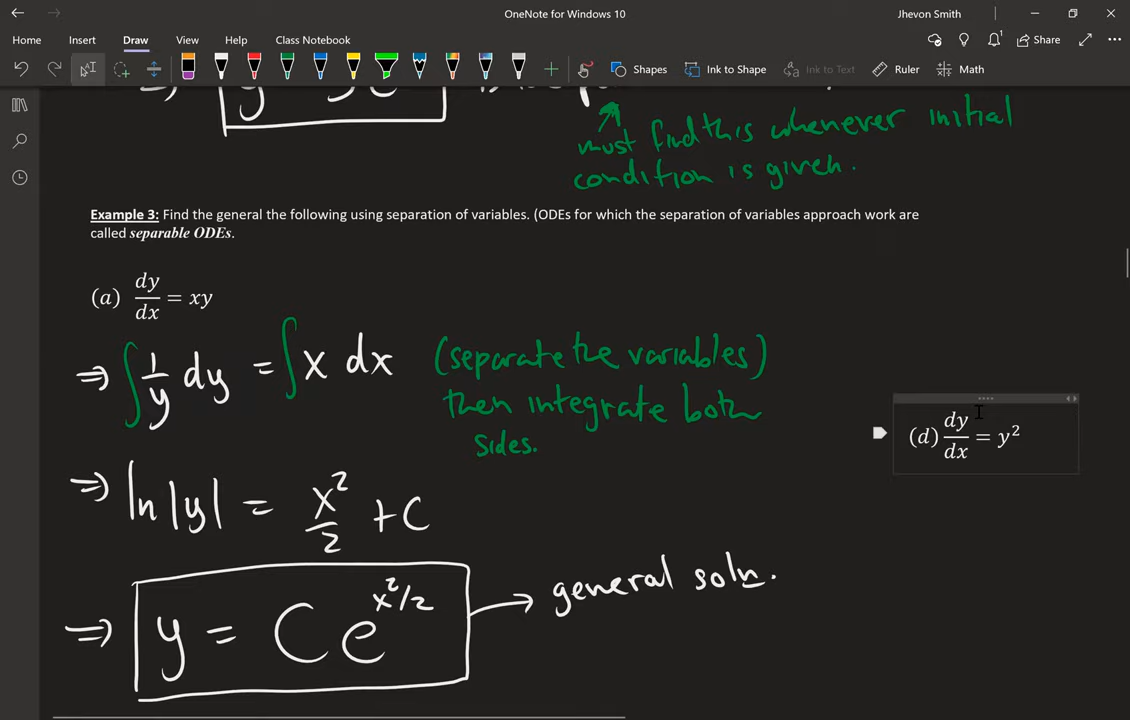 OneNote for Windows 10
Jhevon Smith
Home Insert Draw View Help Class Notebook
Share
Shapes Ink to Shape Ink to Text Ruler Math
must find this whenever initial
condition is given.
Example 3: Find the general the following using separation of variables. (ODEs for which the separation of variables approach work are
called separable ODEs.
(a) dy/dx = xy
⇒ ∫ 1/y dy = ∫ x dx (separate the variables)
then integrate both
sides.
(d) dy/dx = y²
⇒ ln|y| = x²/2 + C
⇒ y = C e^(x²/2) → general soln.